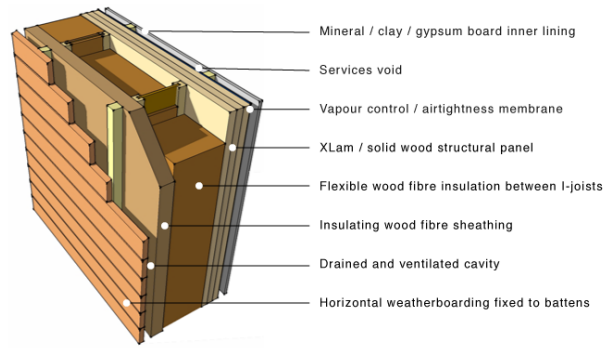 Mineral / clay / gypsum board inner lining
Services void
Vapour control / airtightness membrane
XLam / solid wood structural panel
Flexible wood fibre insulation between I-joists
Insulating wood fibre sheathing
Drained and ventilated cavity
Horizontal weatherboarding fixed to battens